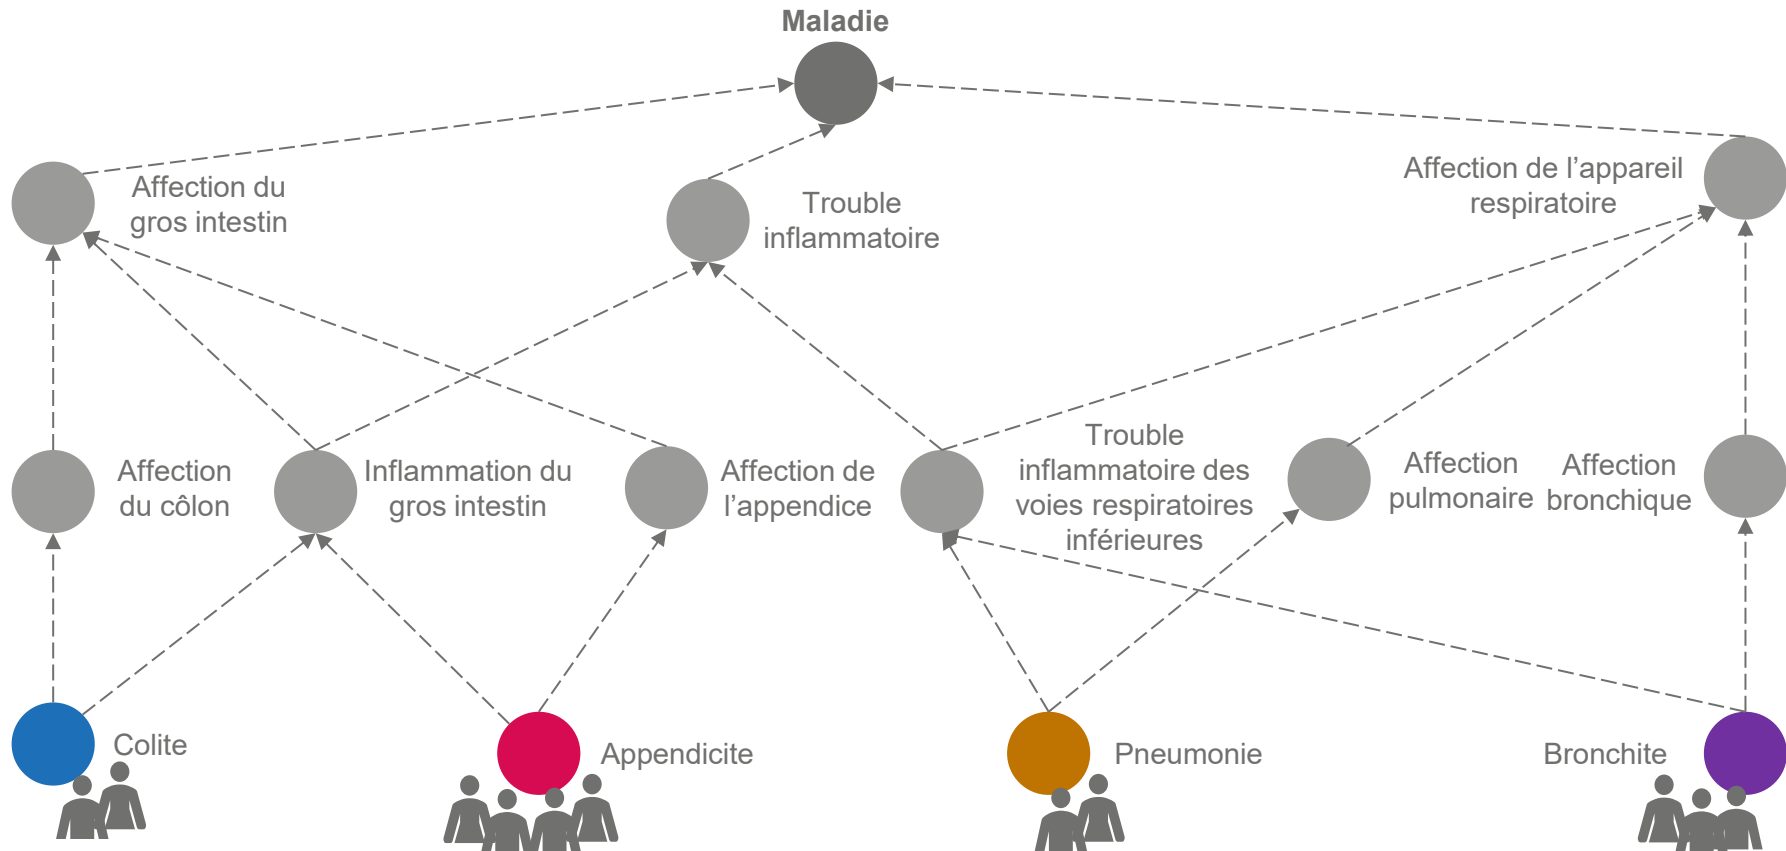 Maladie
Affection du
gros intestin
Trouble
inflammatoire
Affection de l’appareil
respiratoire
Affection
du côlon
Inflammation du
gros intestin
Affection de
l’appendice
Trouble
inflammatoire des
voies respiratoires
inférieures
Affection
pulmonaire
Affection
bronchique
Colite
Appendicite
Pneumonie
Bronchite